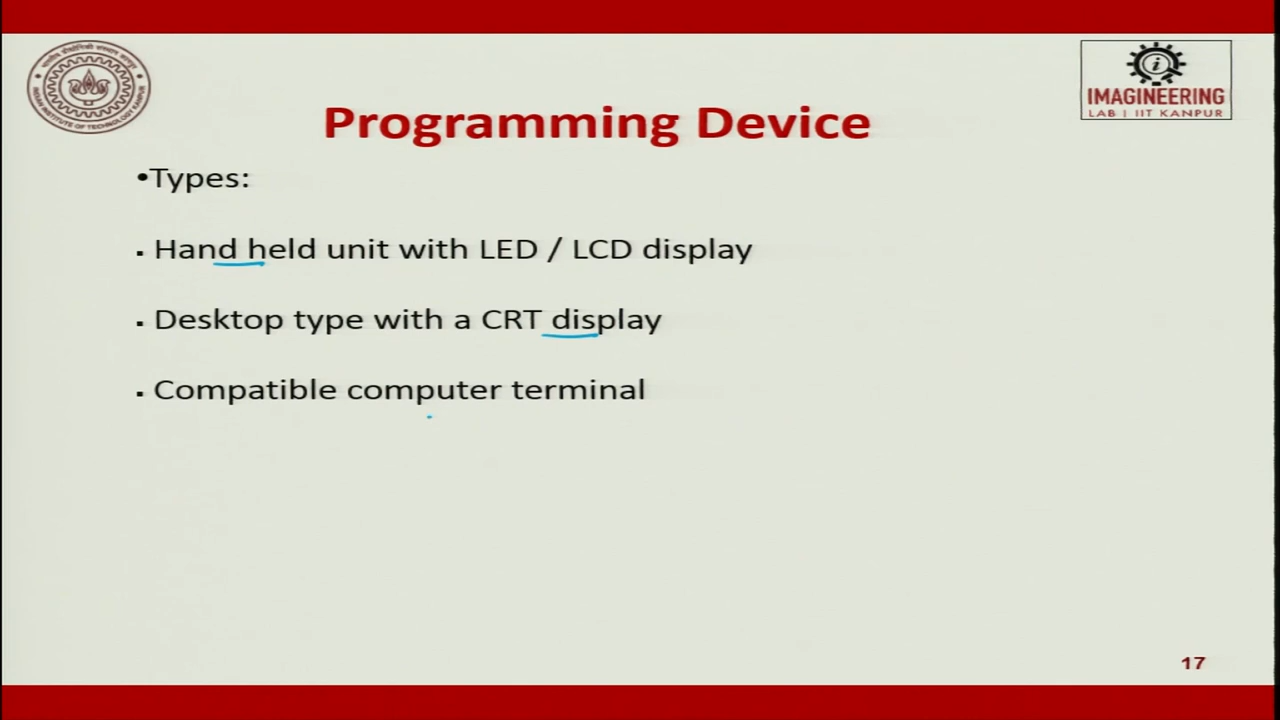 IMAGINEERING
LAB | IIT KANPUR
Programming Device
•Types:
▪ Hand held unit with LED / LCD display
▪ Desktop type with a CRT display
▪ Compatible computer terminal
17